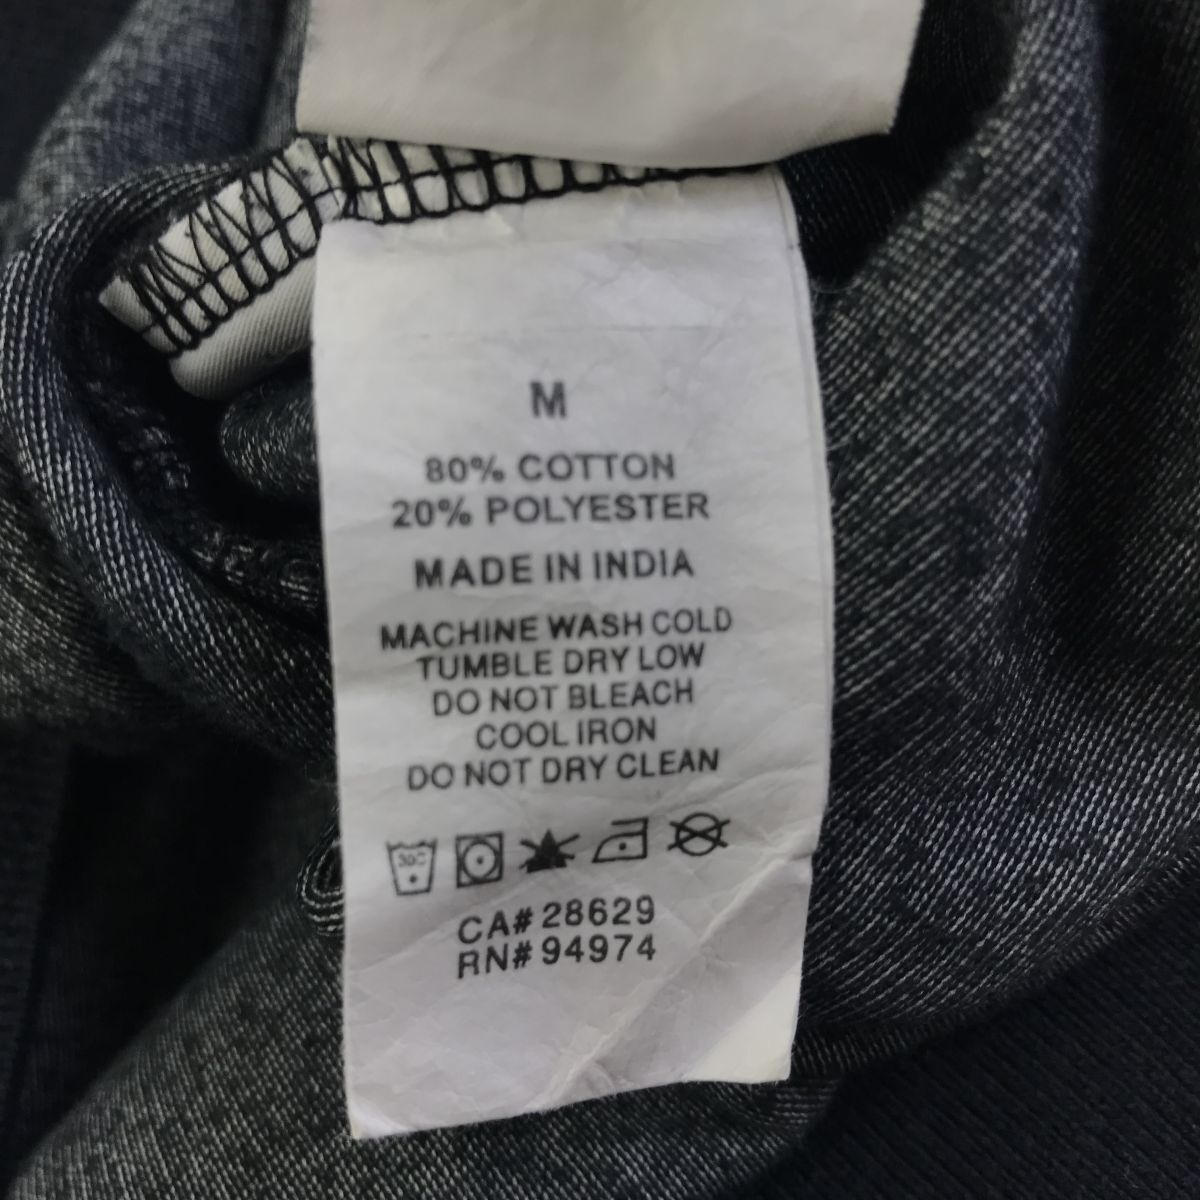 M
80% COTTON
20% POLYESTER
MADE IN INDIA
MACHINE WASH COLD
TUMBLE DRY LOW
DO NOT BLEACH
COOL IRON
DO NOT DRY CLEAN
30C
CA# 28629
RN# 94974